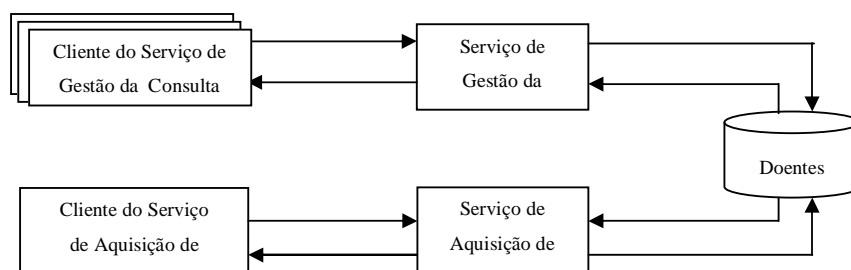 Cliente do Serviço de
Gestão da Consulta
Serviço de
Gestão da
Doentes
Cliente do Serviço
de Aquisição de
Serviço de
Aquisição de